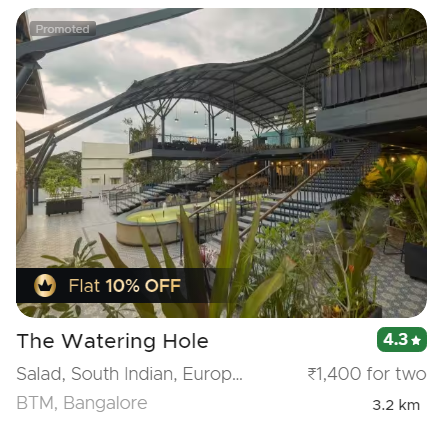 Promoted
Flat 10% OFF
The Watering Hole 4.3★
Salad, South Indian, Europ... ₹1,400 for two
BTM, Bangalore 3.2 km